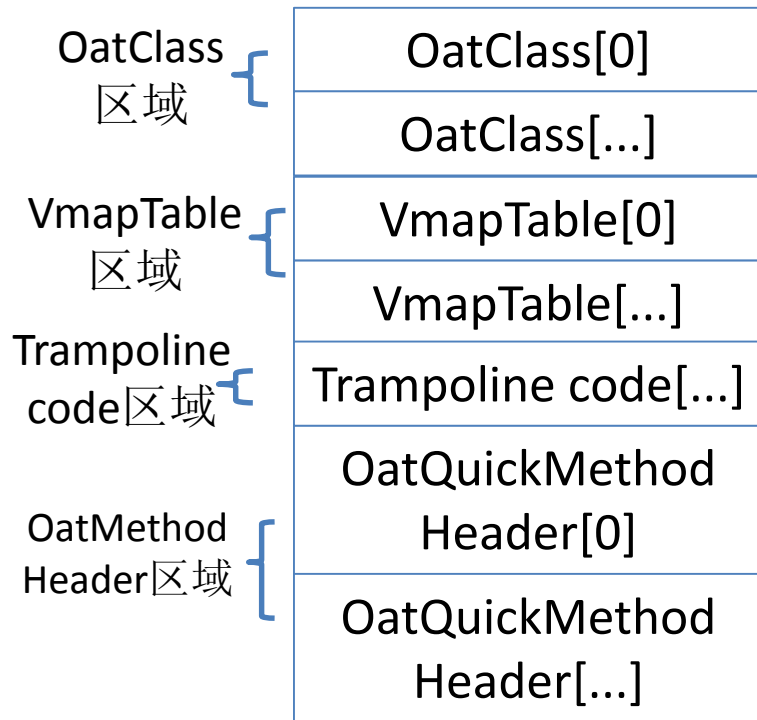 OatClass
区域
OatClass[0]
OatClass[...]
VmapTable
区域
VmapTable[0]
VmapTable[...]
Trampoline
code区域
Trampoline code[...]
OatMethod
Header区域
OatQuickMethod
Header[0]
OatQuickMethod
Header[...]